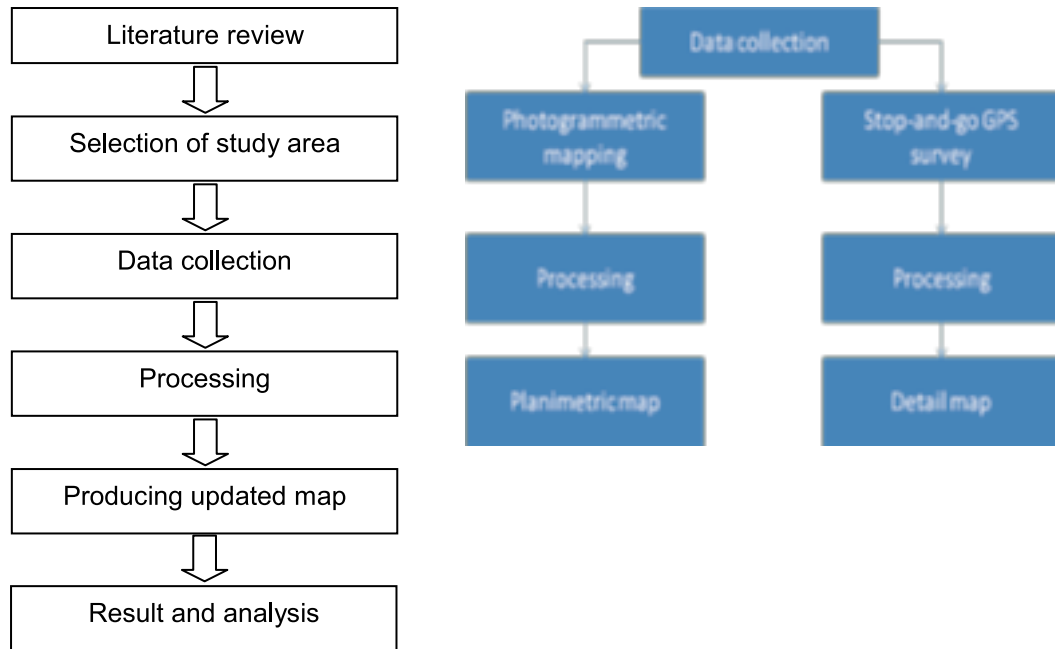 Literature review
Selection of study area
Data collection
Processing
Producing updated map
Result and analysis
Data collection
Photogrammetric
mapping
Stop-and-go GPS
survey
Processing
Processing
Planimetric map
Detail map